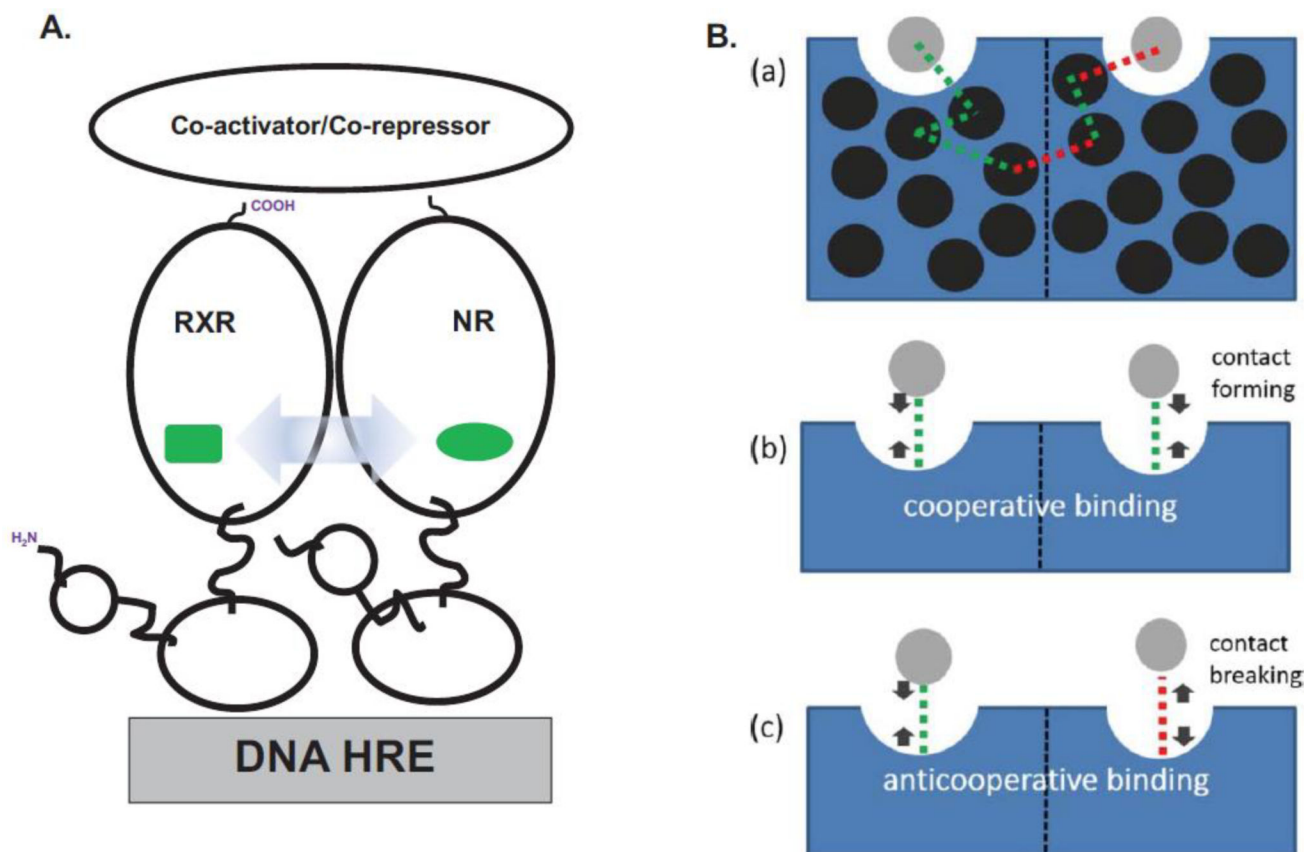 A.
Co-activator/Co-repressor
COOH
RXR
NR
H₂N
DNA HRE
B.
(a)
contact
forming
(b)
cooperative binding
contact
breaking
(c)
anticooperative binding